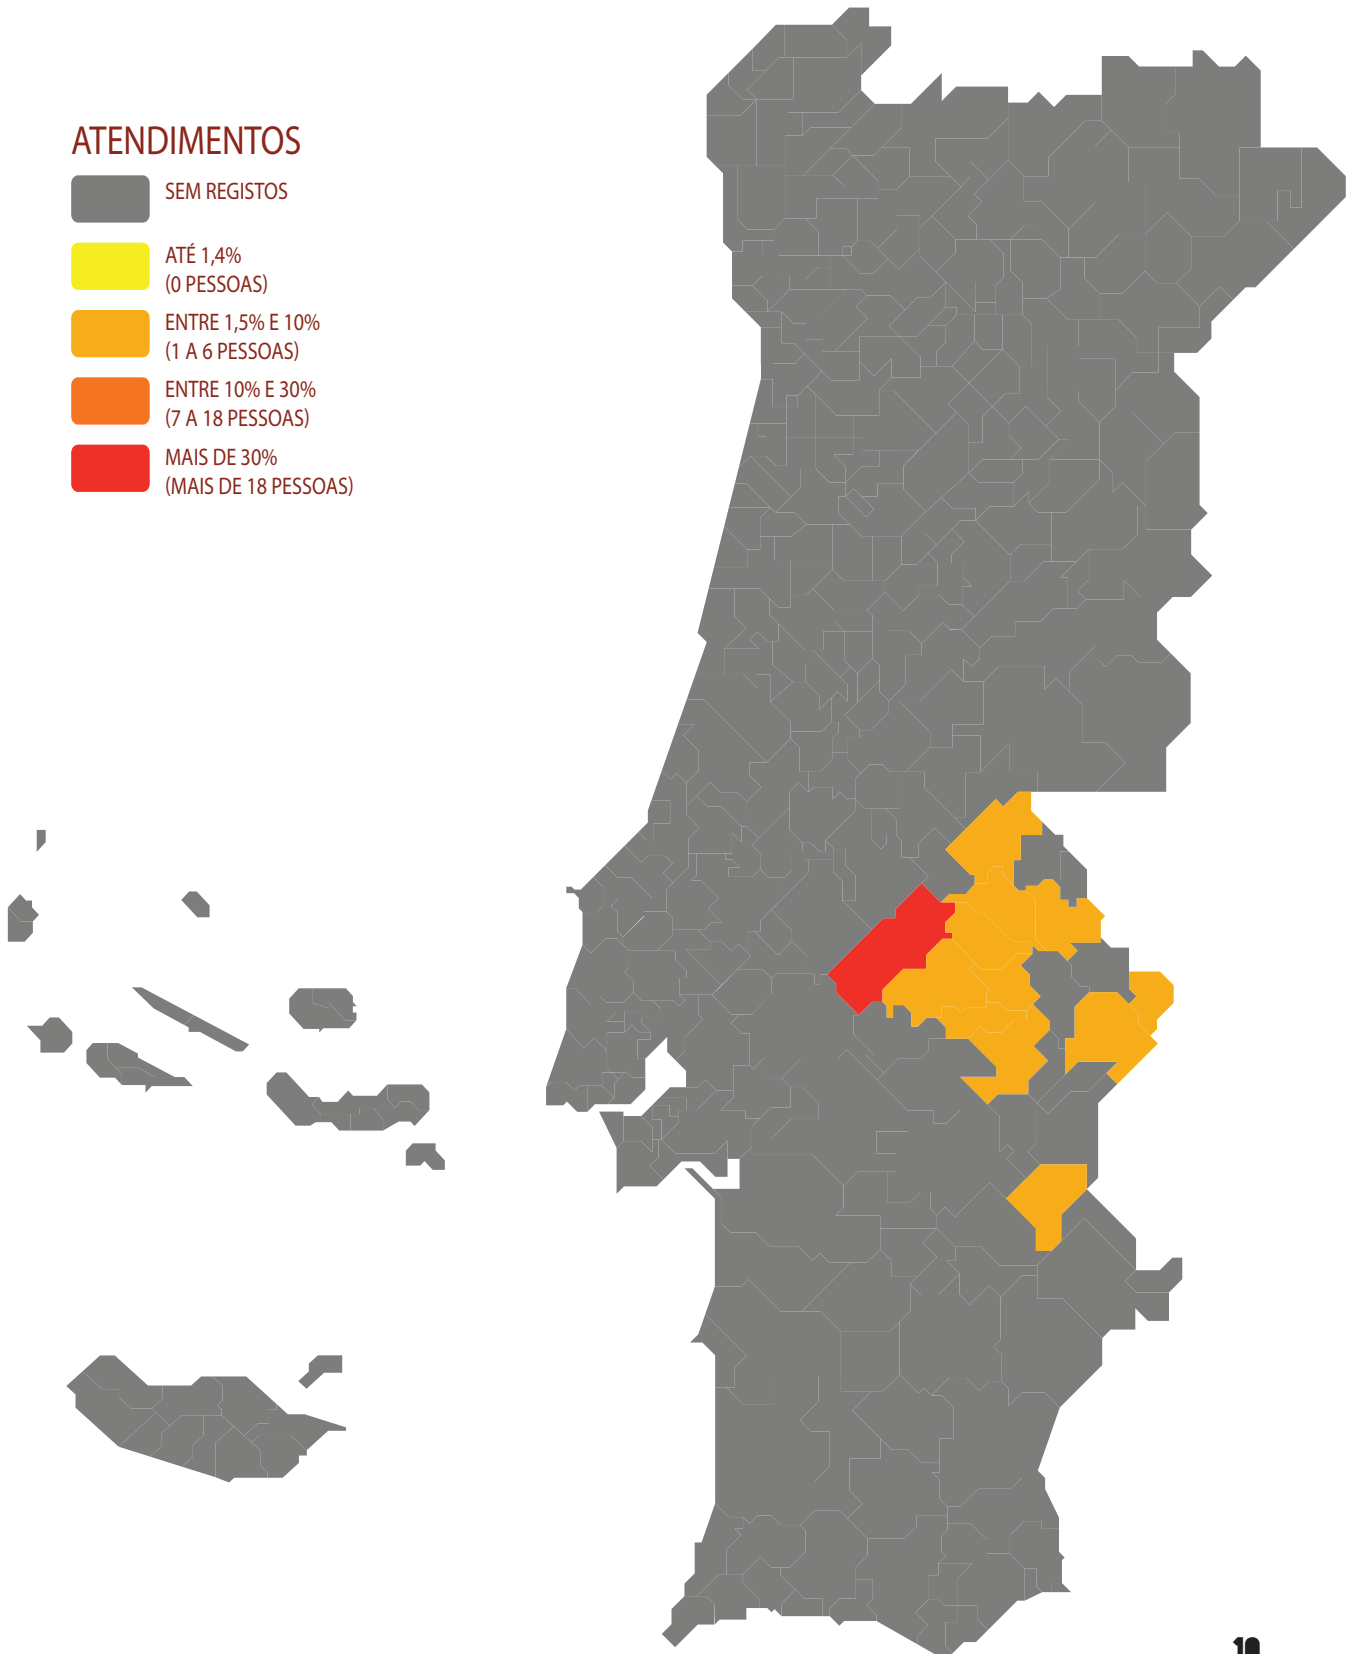 ATENDIMENTOS
SEM REGISTOS
ATÉ 1,4%
(0 PESSOAS)
ENTRE 1,5% E 10%
(1 A 6 PESSOAS)
ENTRE 10% E 30%
(7 A 18 PESSOAS)
MAIS DE 30%
(MAIS DE 18 PESSOAS)